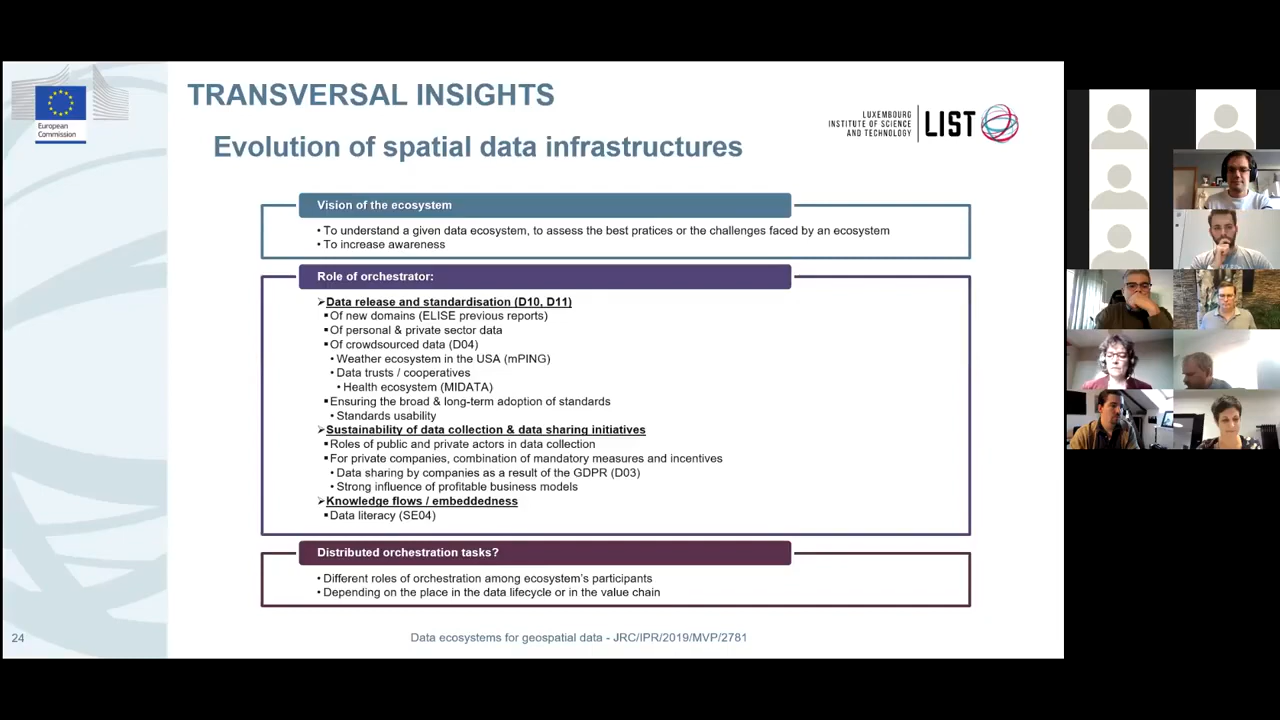 European
Commission
TRANSVERSAL INSIGHTS
LUXEMBOURG
INSTITUTE OF SCIENCE
AND TECHNOLOGY
LIST
Evolution of spatial data infrastructures
Vision of the ecosystem
• To understand a given data ecosystem, to assess the best pratices or the challenges faced by an ecosystem
• To increase awareness
Role of orchestrator:
➢Data release and standardisation (D10, D11)
▪Of new domains (ELISE previous reports)
▪Of personal & private sector data
▪Of crowdsourced data (D04)
• Weather ecosystem in the USA (mPING)
• Data trusts / cooperatives
• Health ecosystem (MIDATA)
▪Ensuring the broad & long-term adoption of standards
• Standards usability
➢Sustainability of data collection & data sharing initiatives
▪Roles of public and private actors in data collection
▪For private companies, combination of mandatory measures and incentives
• Data sharing by companies as a result of the GDPR (D03)
• Strong influence of profitable business models
➢Knowledge flows / embeddedness
▪Data literacy (SE04)
Distributed orchestration tasks?
• Different roles of orchestration among ecosystem's participants
• Depending on the place in the data lifecycle or in the value chain
24
Data ecosystems for geospatial data - JRC/IPR/2019/MVP/2781